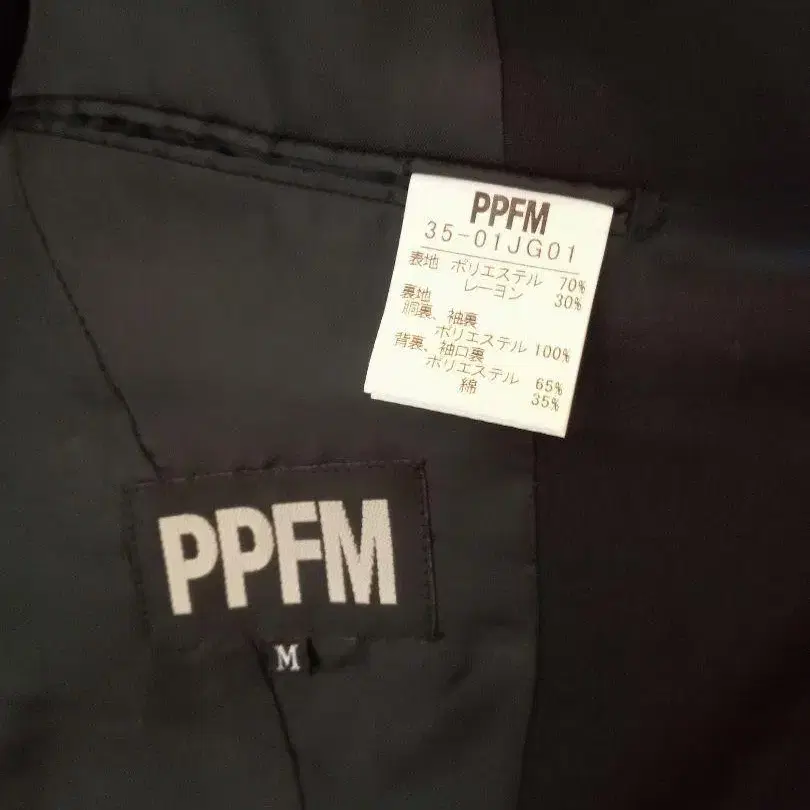 PPFM
35-01JG01
表地 ポリエステル 70%
レーヨン 30%
裏地
胴裏、袖裏
ポリエステル 100%
背裏、袖口裏
ポリエステル 65%
綿 35%
PPFM
M